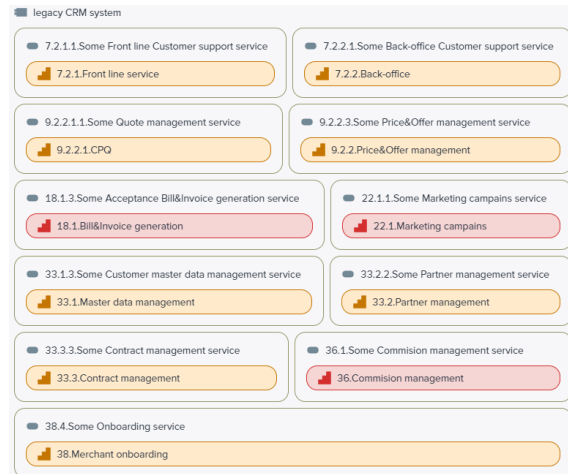 legacy CRM system
7.2.1.1.Some Front line Customer support service
7.2.1.Front line service
7.2.2.1.Some Back-office Customer support service
7.2.2.Back-office
9.2.2.1.1.Some Quote management service
9.2.2.1.CPQ
9.2.2.3.Some Price&Offer management service
9.2.2.Price&Offer management
18.1.3.Some Acceptance Bill&Invoice generation service
18.1.Bill&Invoice generation
22.1.1.Some Marketing campains service
22.1.Marketing campains
33.1.3.Some Customer master data management service
33.1.Master data management
33.2.2.Some Partner management service
33.2.Partner management
33.3.3.Some Contract management service
33.3.Contract management
36.1.Some Commision management service
36.Commision management
38.4.Some Onboarding service
38.Merchant onboarding